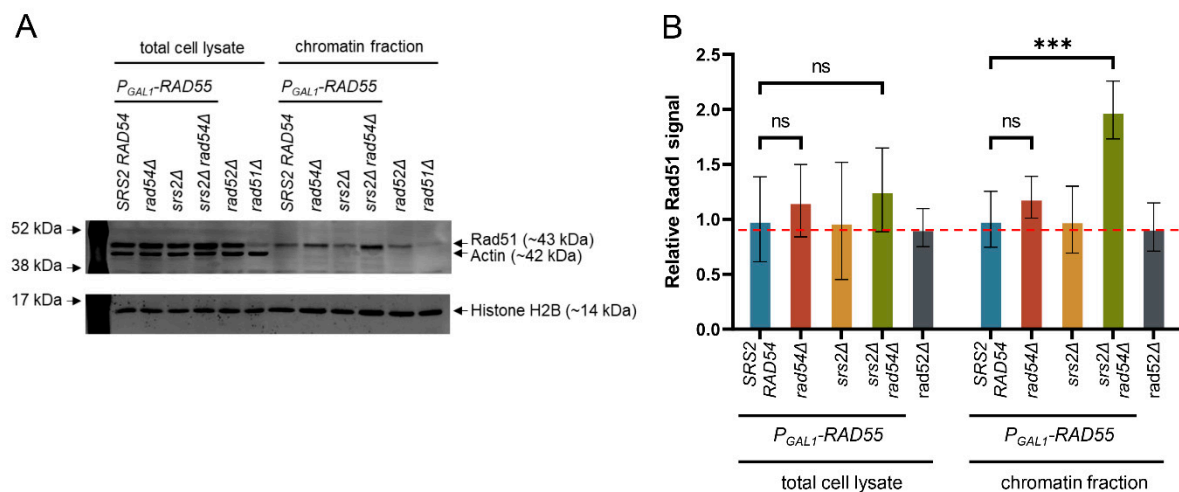 A
total cell lysate
chromatin fraction
P_GAL1-RAD55
P_GAL1-RAD55
SRS2 RAD54
rad54Δ
srs2Δ
srs2Δ rad54Δ
rad52Δ
rad51Δ
SRS2 RAD54
rad54Δ
srs2Δ
srs2Δ rad54Δ
rad52Δ
rad51Δ
52 kDa
38 kDa
17 kDa
Rad51 (~43 kDa)
Actin (~42 kDa)
Histone H2B (~14 kDa)
B
Relative Rad51 signal
2.5
2.0
1.5
1.0
0.5
0.0
ns
ns
ns
***
SRS2
RAD54
rad54Δ
srs2Δ
srs2Δ
rad54Δ
rad52Δ
SRS2
RAD54
rad54Δ
srs2Δ
srs2Δ
rad54Δ
rad52Δ
P_GAL1-RAD55
P_GAL1-RAD55
total cell lysate
chromatin fraction